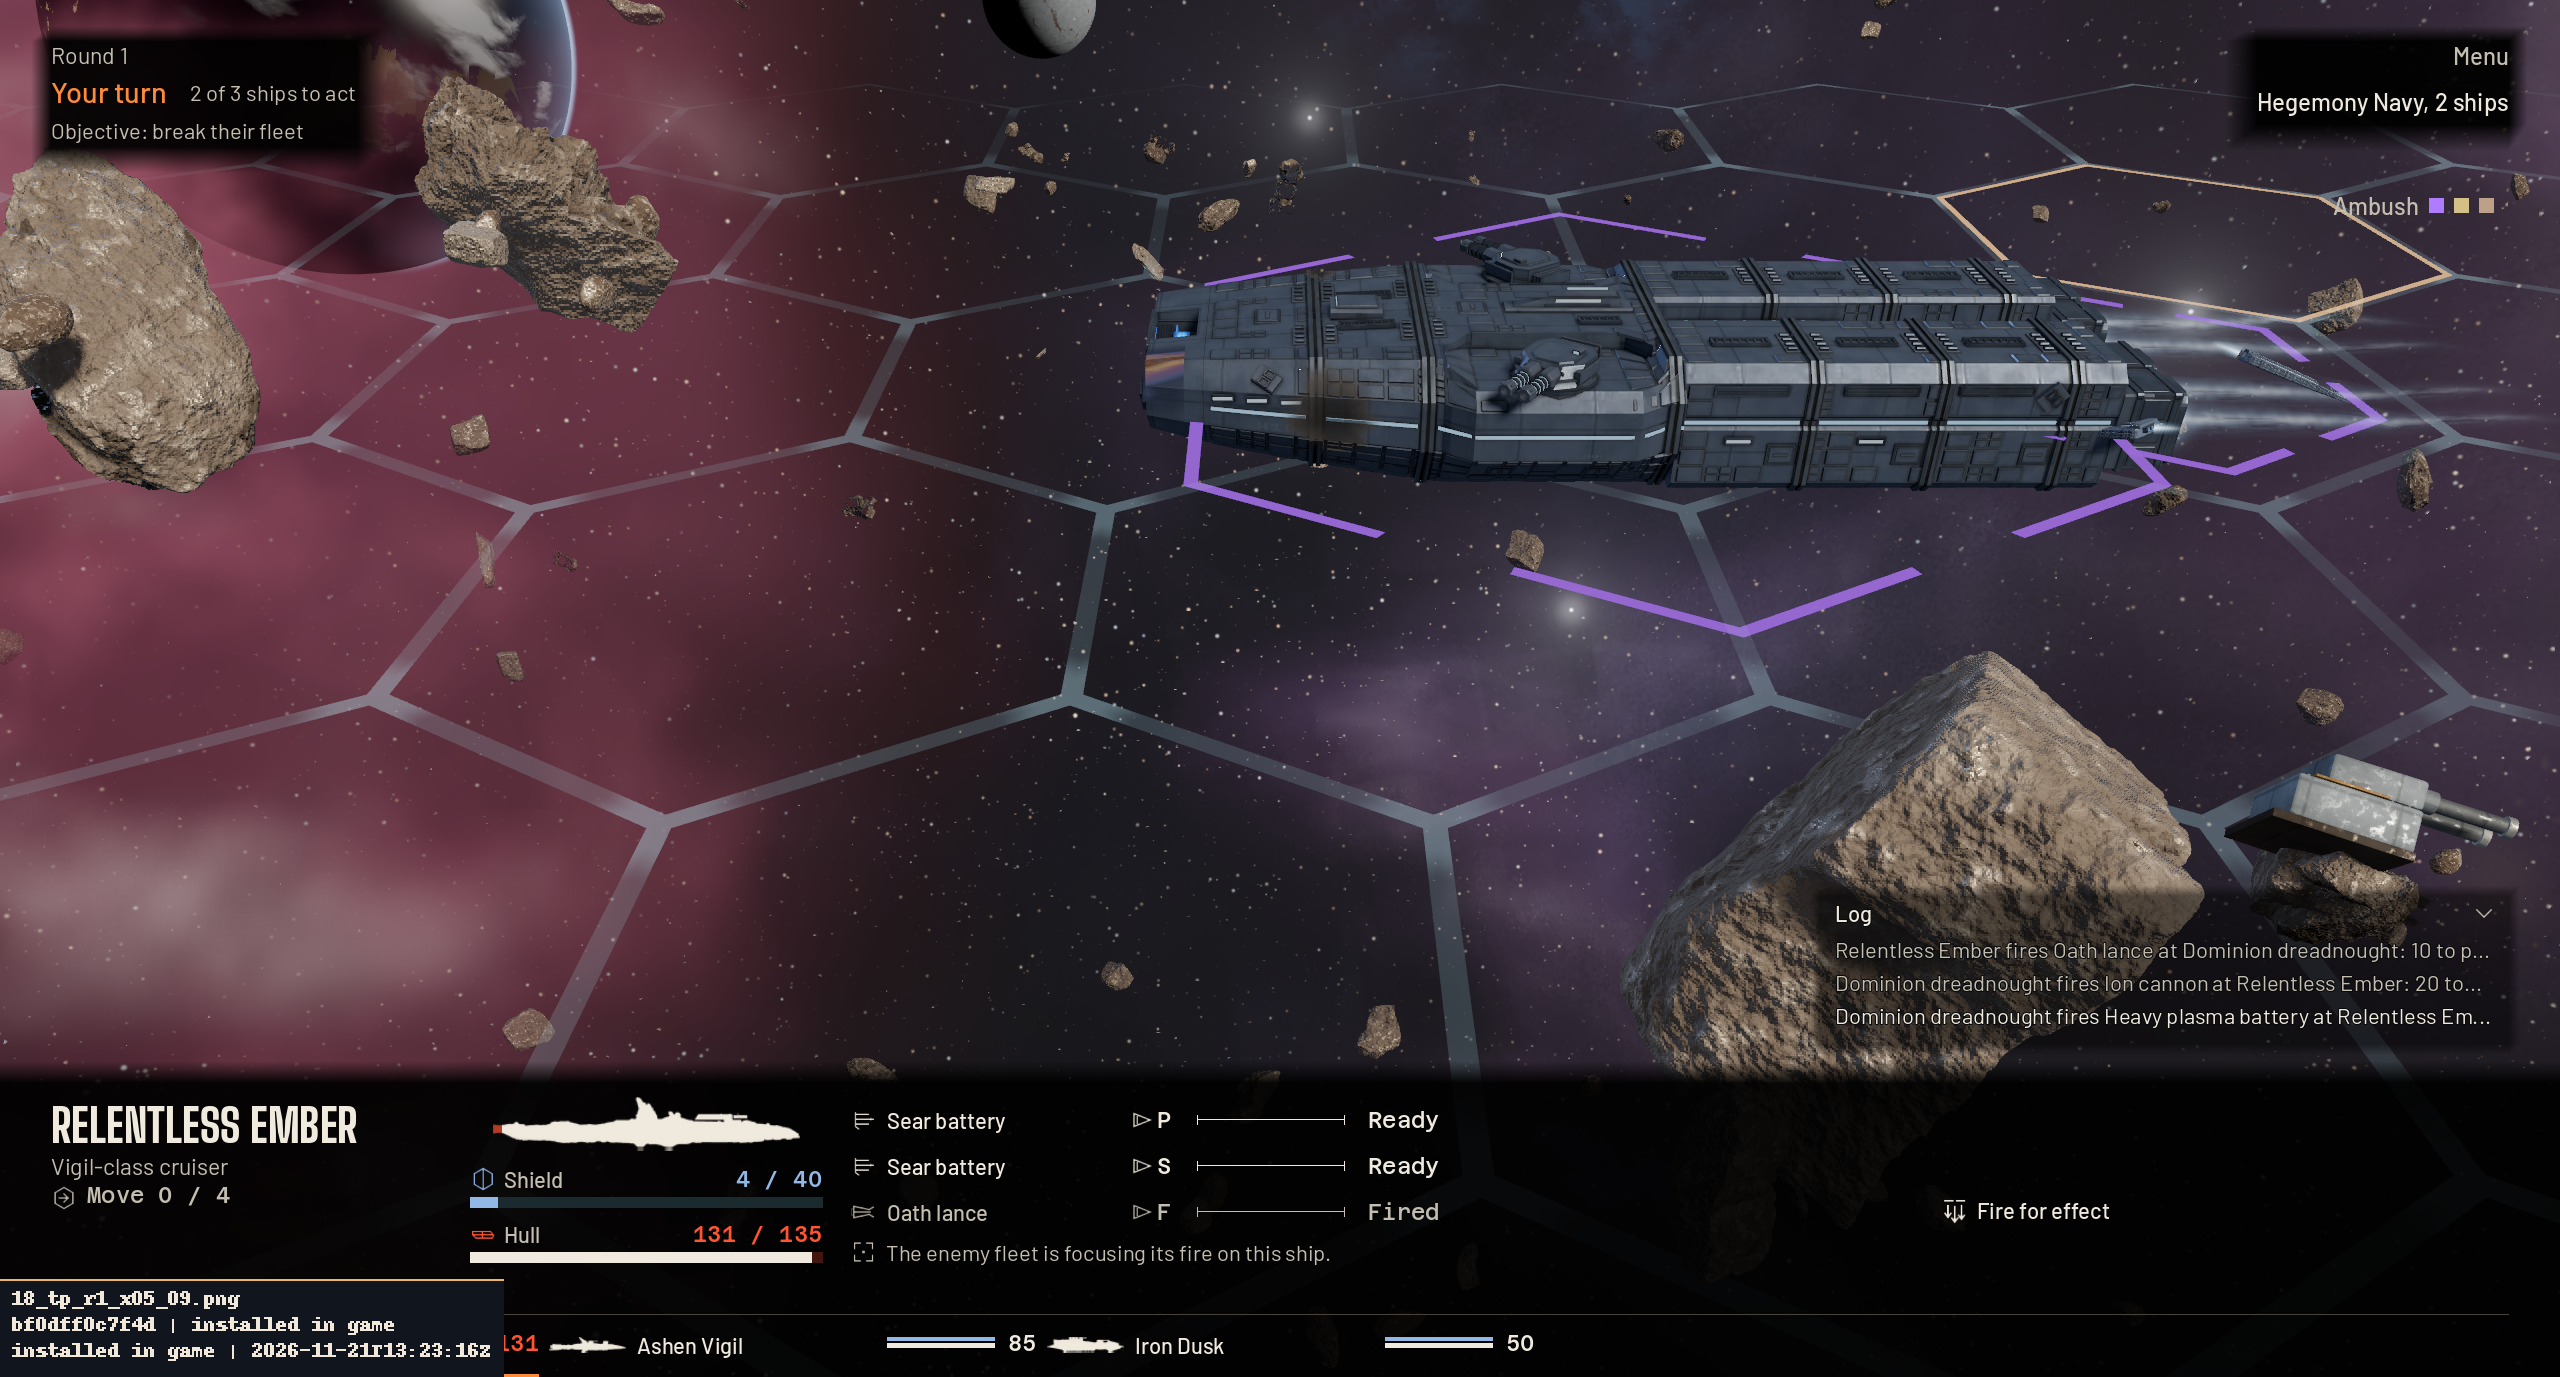 Round 1
Your turn 2 of 3 ships to act
Objective: break their fleet
Menu
Hegemony Navy, 2 ships
Ambush
Log
Relentless Ember fires Oath lance at Dominion dreadnought: 10 to p...
Dominion dreadnought fires Ion cannon at Relentless Ember: 20 to...
Dominion dreadnought fires Heavy plasma battery at Relentless Em...
RELENTLESS EMBER
Vigil-class cruiser
Move 0 / 4
Shield 4 / 40
Hull 131 / 135
Sear battery P Ready
Sear battery S Ready
Oath lance F Fired
The enemy fleet is focusing its fire on this ship.
Fire for effect
18_tp_r1_x05_09.png
bf0dff0c7f4d | installed in game
installed in game | 2026-11-21T13:23:16Z
131 Ashen Vigil 85 Iron Dusk 50